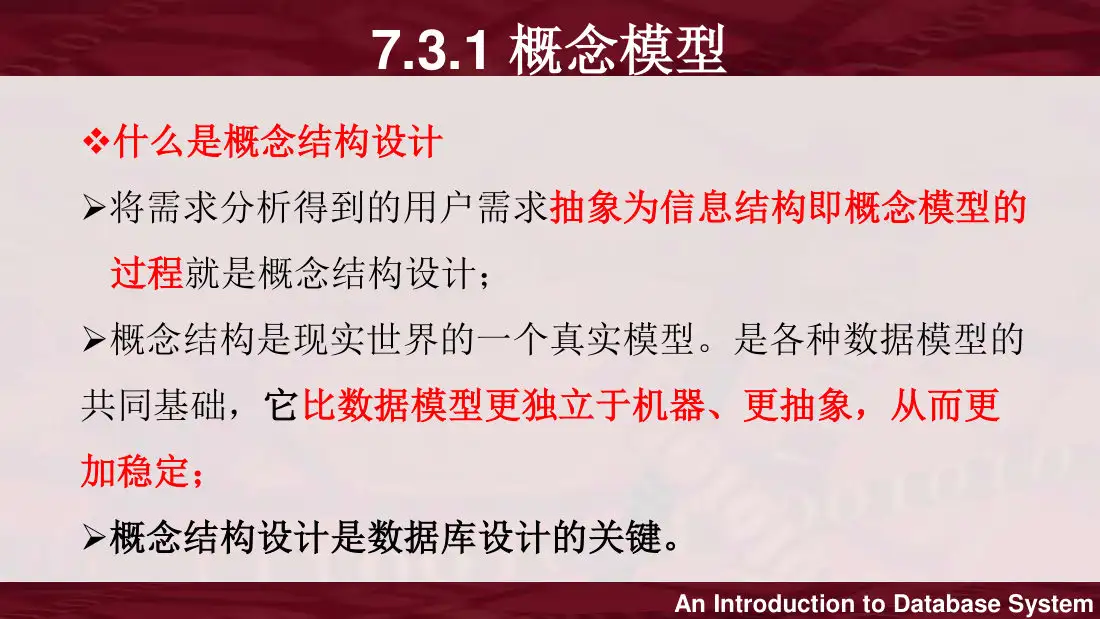 7.3.1 概念模型
❖什么是概念结构设计
➢将需求分析得到的用户需求抽象为信息结构即概念模型的
过程就是概念结构设计；
➢概念结构是现实世界的一个真实模型。是各种数据模型的
共同基础，它比数据模型更独立于机器、更抽象，从而更
加稳定；
➢概念结构设计是数据库设计的关键。
An Introduction to Database System